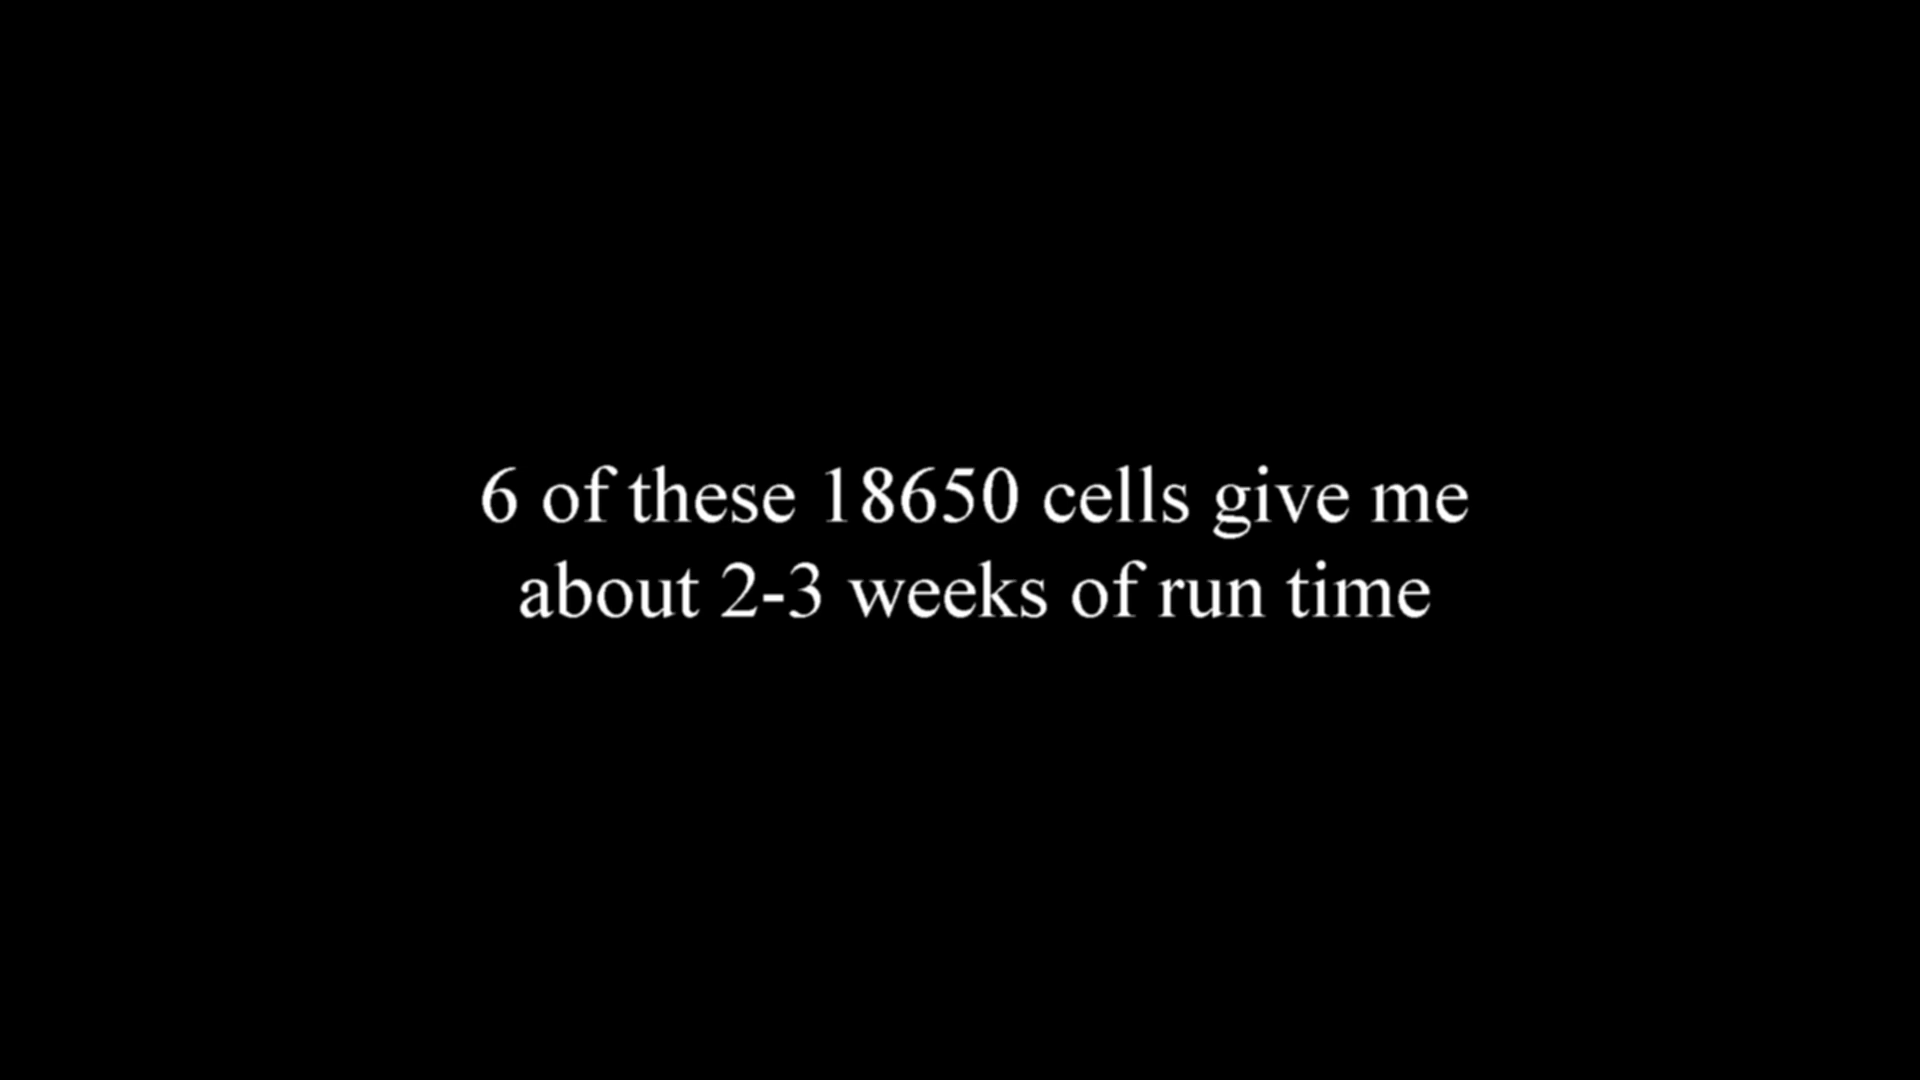 6 of these 18650 cells give me
about 2-3 weeks of run time